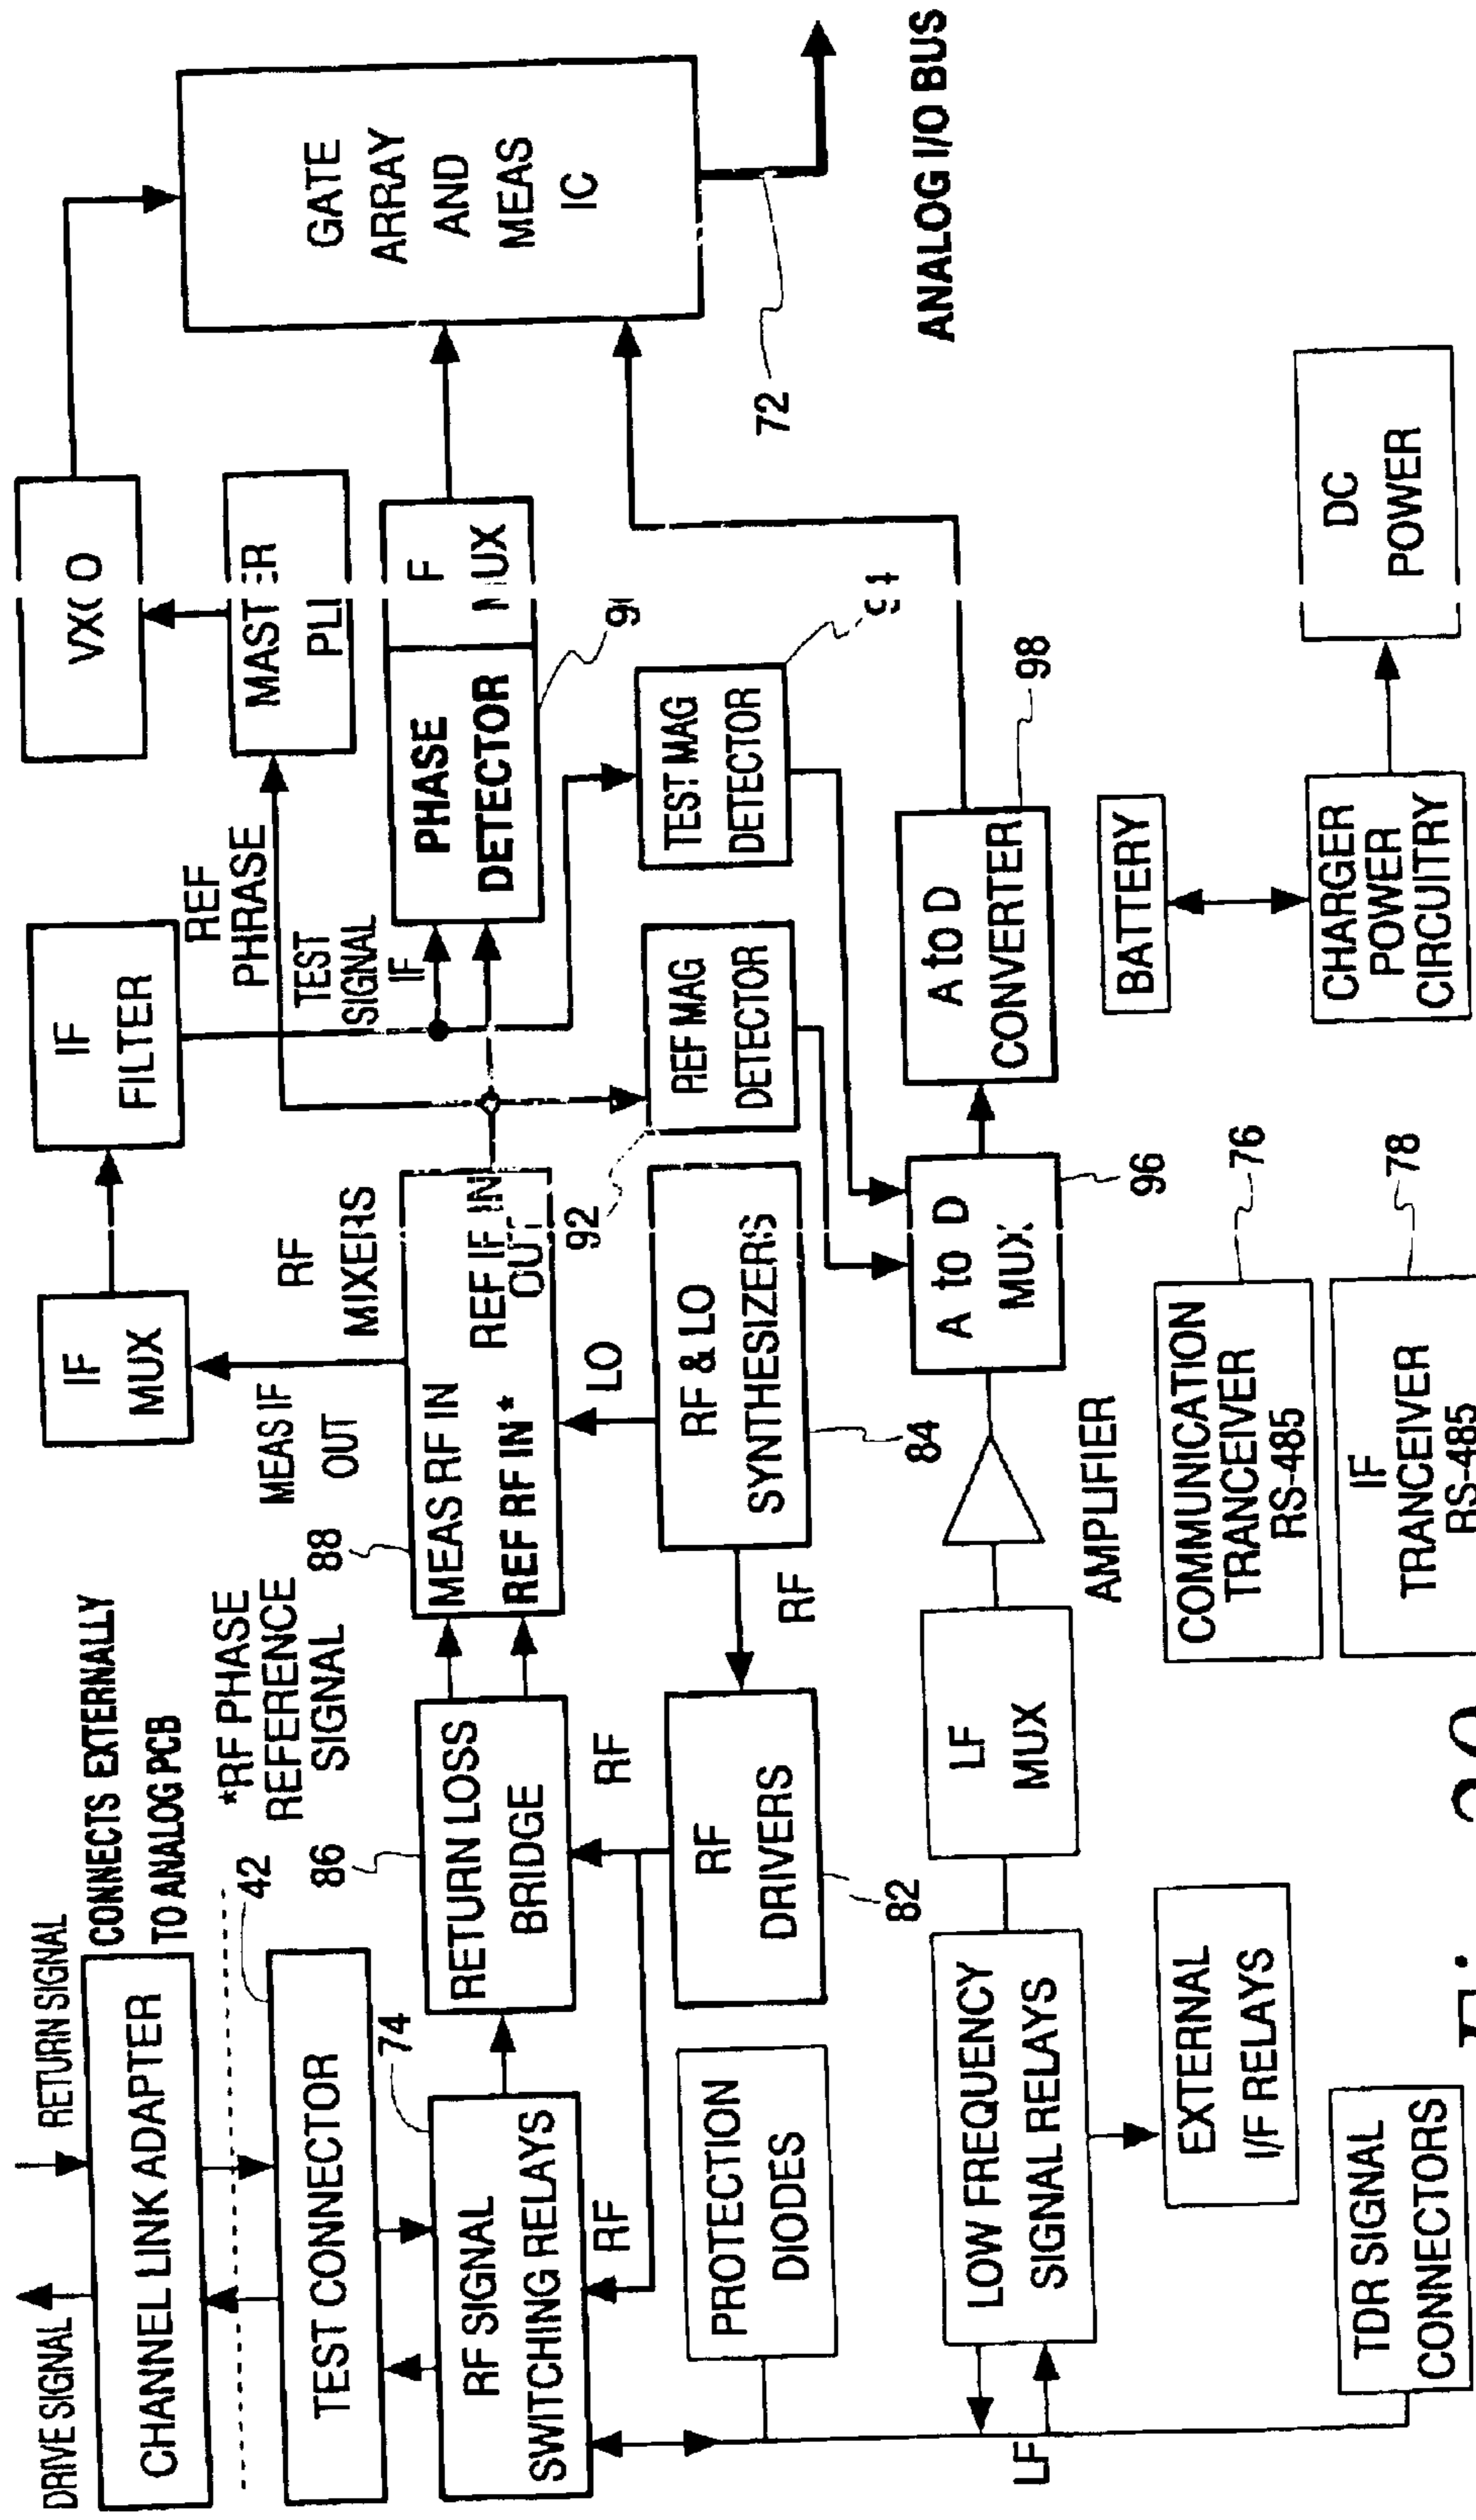 DRIVE SIGNAL
RETURN SIGNAL
CHANNEL LINK ADAPTER
CONNECTS EXTERNALLY
TO ANALOG PCB
42
TEST CONNECTOR
*RF PHASE
REFERENCE
SIGNAL
74
RF SIGNAL
SWITCHING RELAYS
86
RETURN LOSS
BRIDGE
88
MEAS RF IN
REF RF IN *
REF IF IN
OUT
MEAS IF
OUT
RF
MIXERS
IF
MUX
IF
FILTER
REF
PHRASE
TEST
SIGNAL
IF
MASTER
PHASE
DETECTOR
MUX
GATE
ARRAY
AND
MEAS
IC
72
ANALOG I/O BUS
RF
RF
PROTECTION
DIODES
RF
DRIVERS
82
RF
LO
RF & LO
SYNTHESIZERS
84
92
REF MAG
DETECTOR
TEST MAG
DETECTOR
LF
LOW FREQUENCY
SIGNAL RELAYS
LF
MUX
AMPLIFIER
A to D
MUX
96
A to D
CONVERTER
98
EXTERNAL
I/F RELAYS
COMMUNICATION
TRANCEIVER
RS-485
76
BATTERY
TDR SIGNAL
CONNECTORS
IF
TRANCEIVER
RS-485
78
CHARGER
POWER
CIRCUITRY
DC
POWER